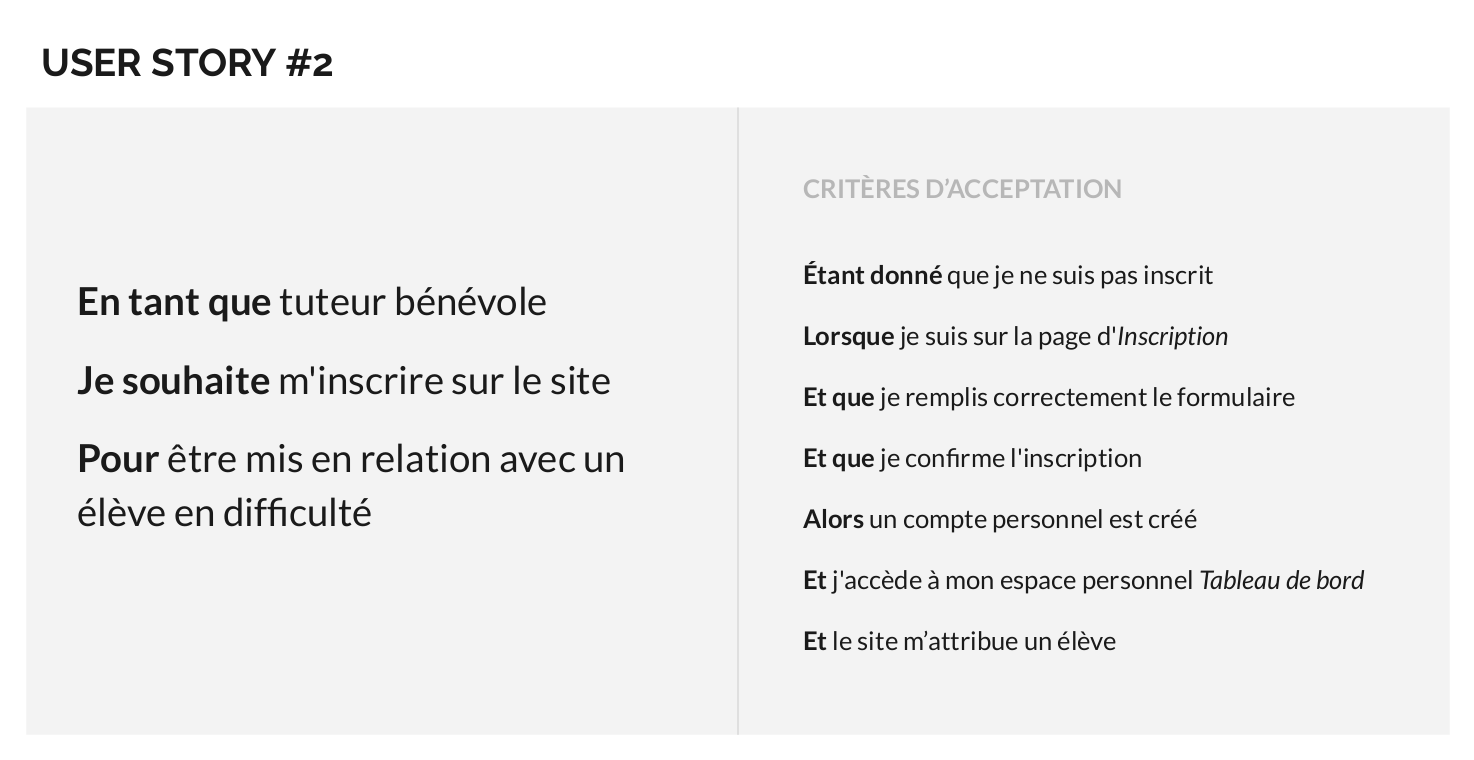 USER STORY #2
En tant que tuteur bénévole
Je souhaite m'inscrire sur le site
Pour être mis en relation avec un
élève en difficulté
CRITÈRES D’ACCEPTATION
Étant donné que je ne suis pas inscrit
Lorsque je suis sur la page d'Inscription
Et que je remplis correctement le formulaire
Et que je confirme l'inscription
Alors un compte personnel est créé
Et j'accède à mon espace personnel Tableau de bord
Et le site m’attribue un élève